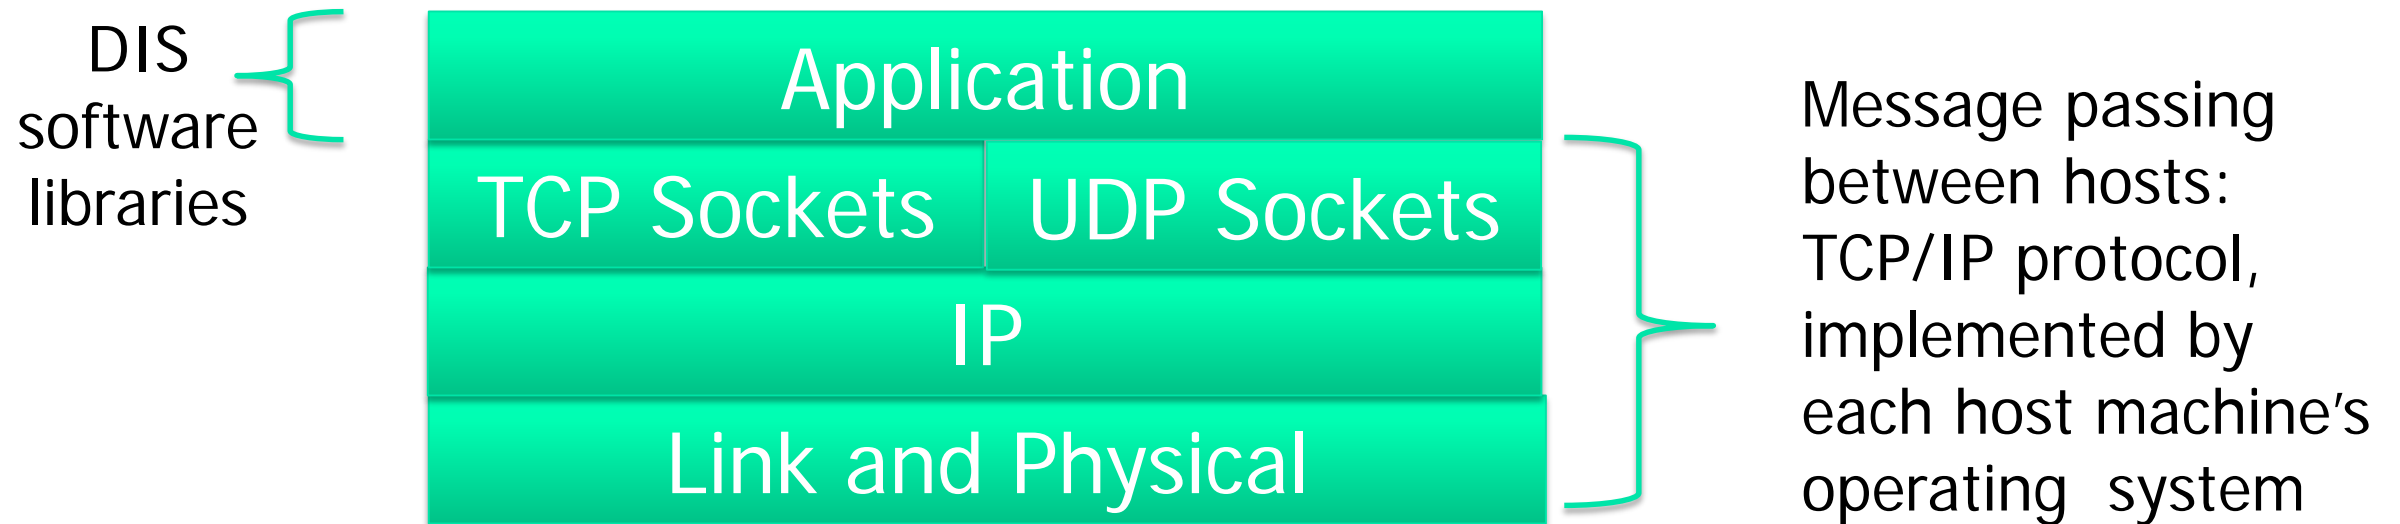 DIS
software
libraries
Application
TCP Sockets
UDP Sockets
IP
Link and Physical
Message passing
between hosts:
TCP/IP protocol,
implemented by
each host machine’s
operating  system